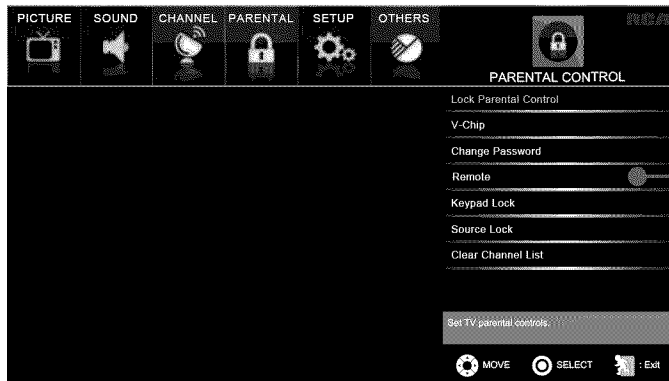 PICTURE SOUND CHANNEL PARENTAL SETUP OTHERS
RCA
PARENTAL CONTROL
Lock Parental Control
V-Chip
Change Password
Remote
Keypad Lock
Source Lock
Clear Channel List
Set TV parental controls.
MOVE SELECT : Exit